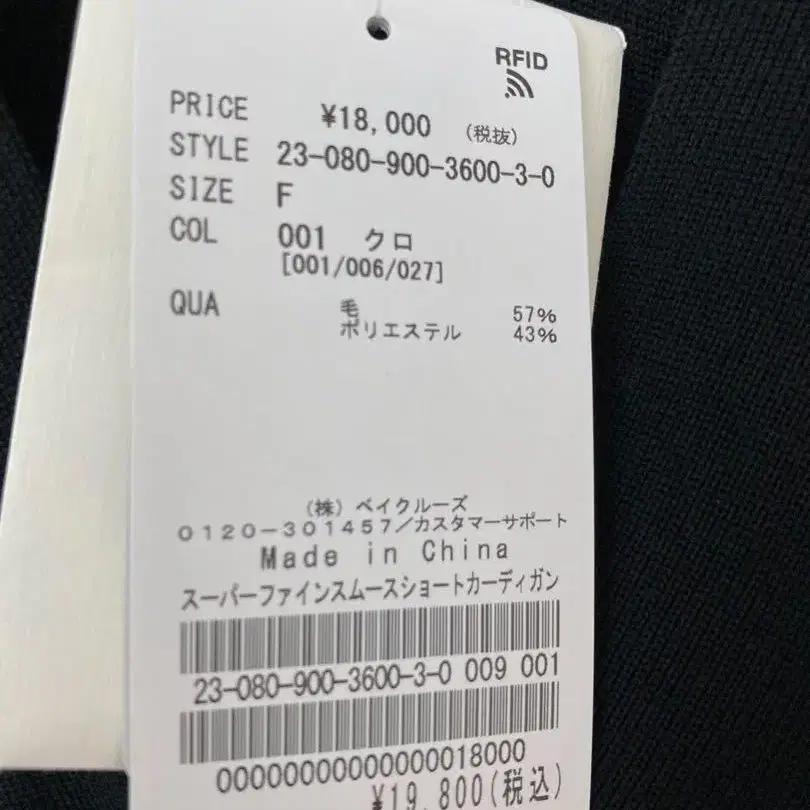 RFID
PRICE ¥18,000 (税抜)
STYLE 23-080-900-3600-3-0
SIZE F
COL 001 クロ
[001/006/027]
QUA 毛 57%
ポリエステル 43%
(株) ベイクルーズ
0120-301457/カスタマーサポート
Made in China
スーパーファインスムースショートカーディガン
23-080-900-3600-3-0 009 001
00000000000000018000
¥19,800(税込)